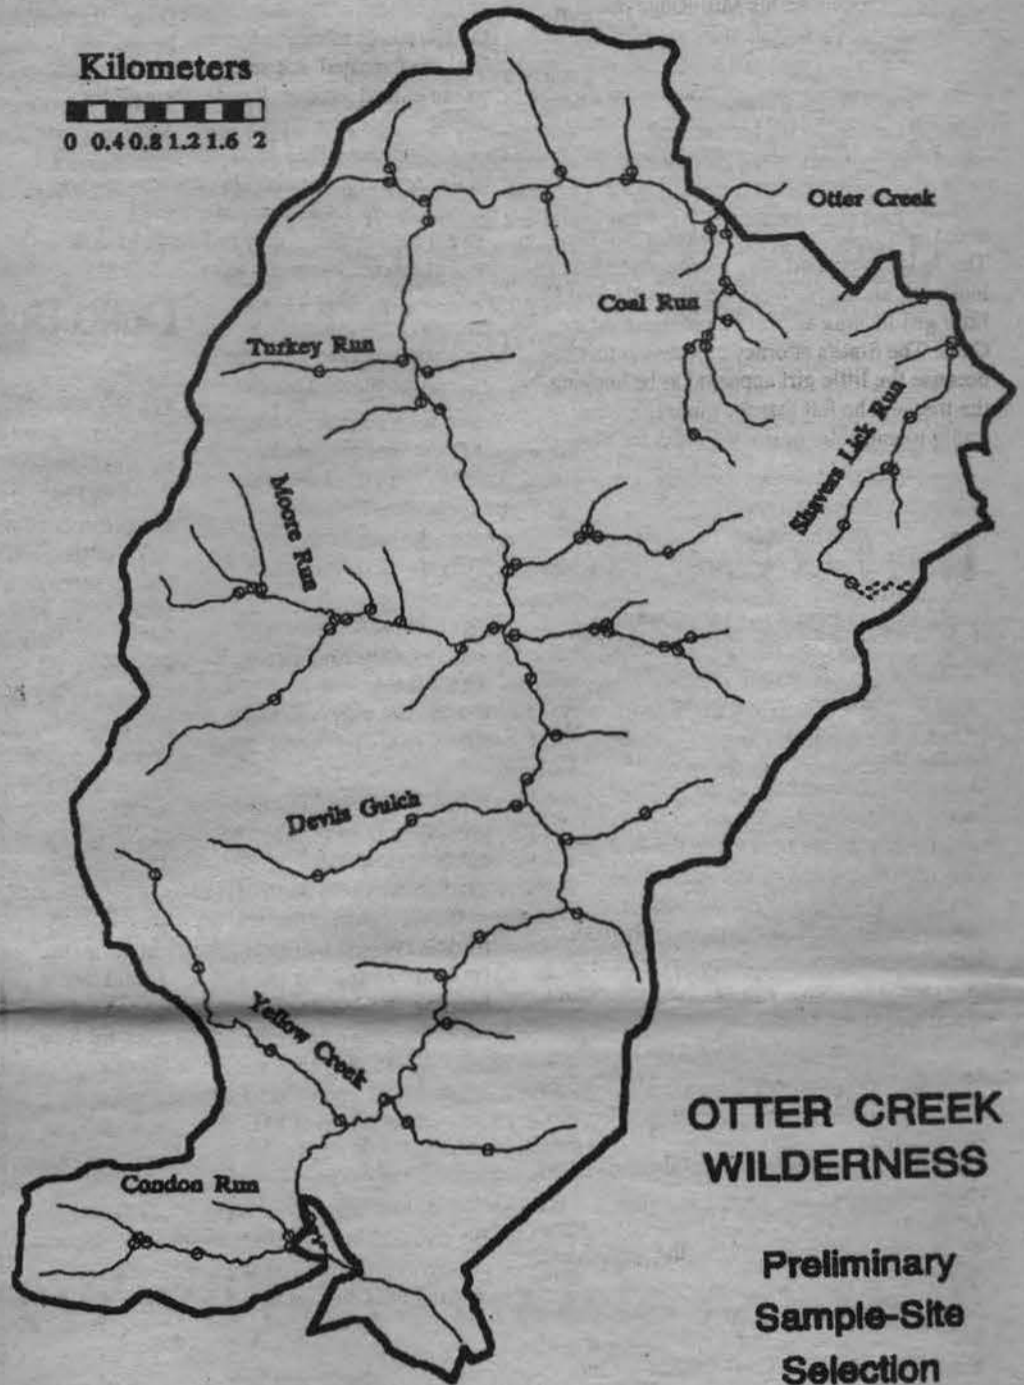 Kilometers
0 0.4 0.8 1.2 1.6 2
Otter Creek
Coal Run
Turkey Run
Shavers Lick Run
Moore Run
Devils Gulch
Yellow Creek
Condon Run
OTTER CREEK
WILDERNESS
Preliminary
Sample-Site
Selection